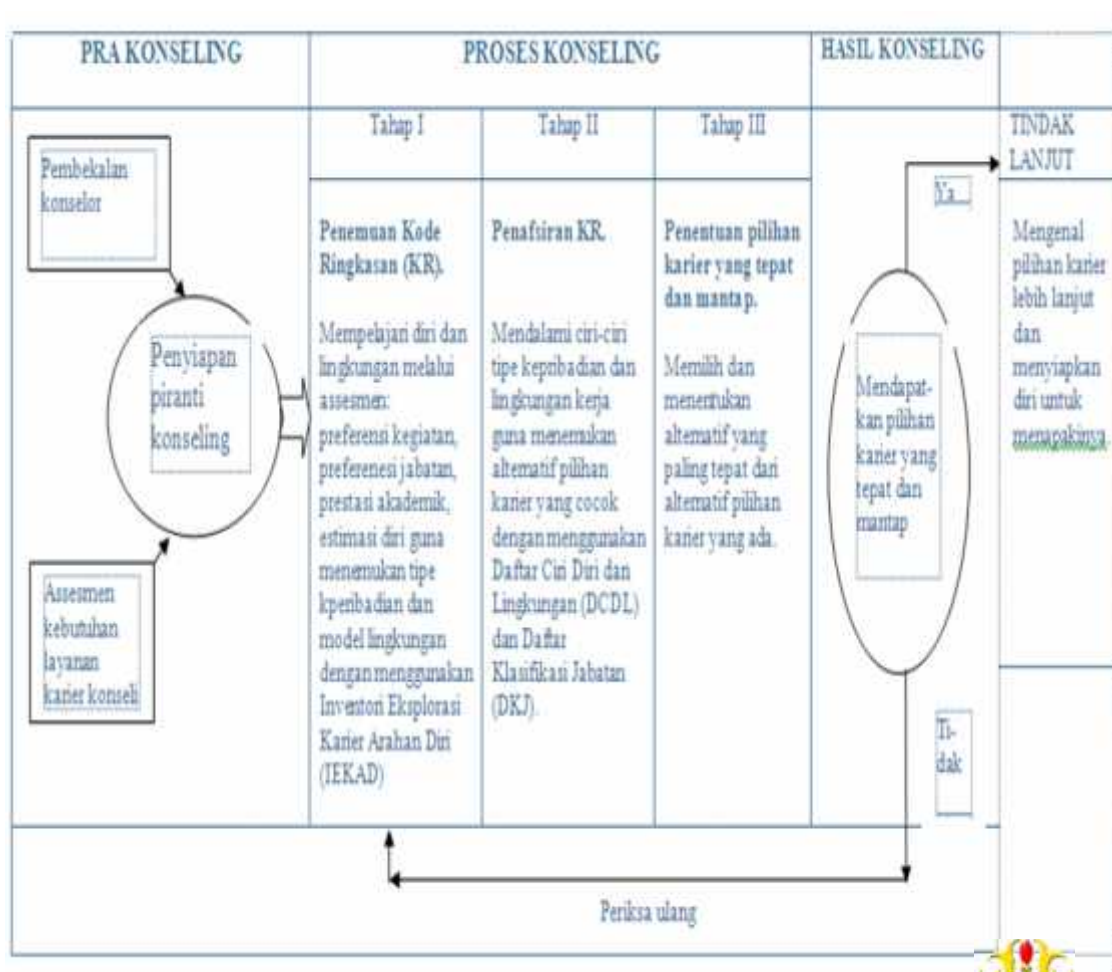 PRA KONSELING
PROSES KONSELING
HASIL KONSELING
Tahap I
Tahap II
Tahap III
TINDAK
LANJUT
Pembekalan
konselor
Penyiapan
piranti
konseling
Assesmen
kebutuhan
layanan
karier konseli
Penemuan Kode
Ringkasan (KR).
Mempelajari diri dan
lingkungan melalui
assesmen:
preferensi kegiatan,
preferenesi jabatan,
prestasi akademik,
estimasi diri guna
menemukan tipe
kpenbadian dan
model lingkungan
dengan menggunakan
Inventori Eksplorasi
Karier Arahan Diri
(IEKAD)
Penafsiran KR.
Mendalami ciri-ciri
tipe kepribadian dan
lingkungan kerja
guna menemukan
alternatif pilihan
karier yang cocok
dengan menggunakan
Daftar Ciri Diri dan
Lingkungan (DCDL)
dan Daftar
Klasifikasi Jabatan
(DKJ).
Penentuan pilihan
karier yang tepat
dan mantap.
Memilih dan
menentukan
alternatif yang
paling tepat dari
alternatif pilihan
karier yang ada.
Ya...
Mendapat-
kan pilihan
karier yang
tepat dan
mantap
Ti-
dak
Mengenal
pilihan karier
lebih lanjut
dan
menyiapkan
diri untuk
menapakinya
Periksa ulang